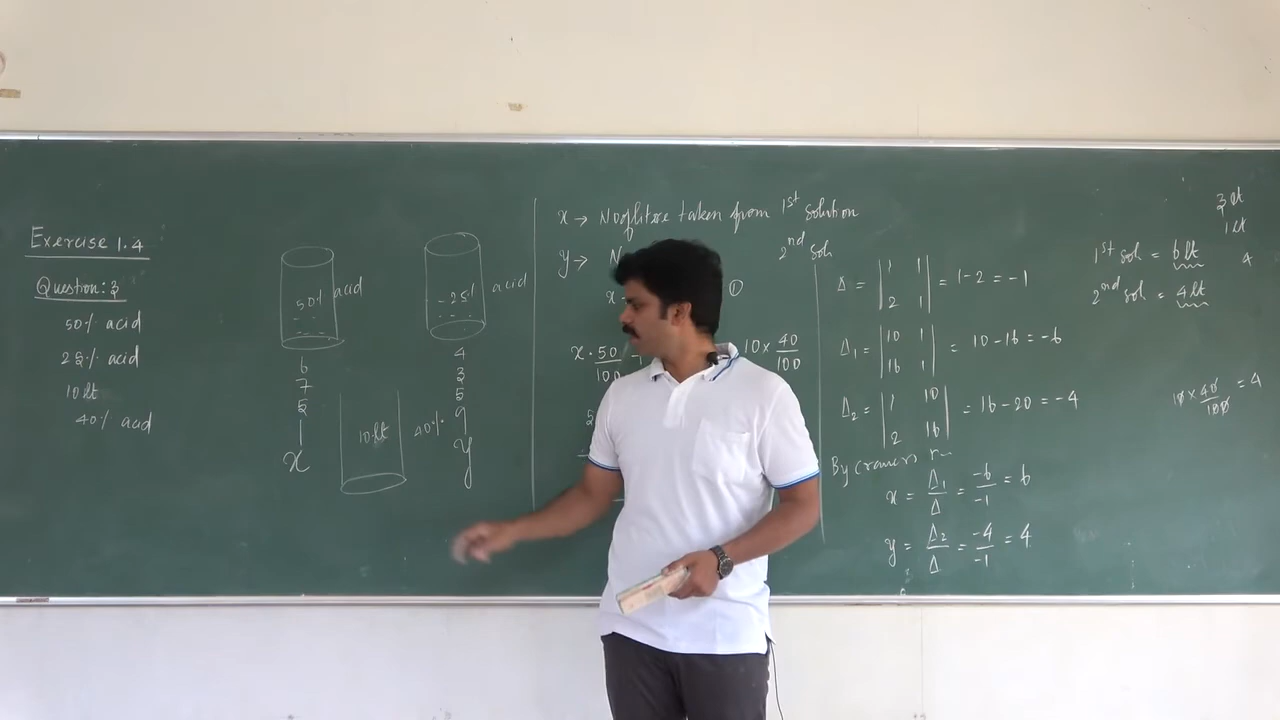 Exercise 1.4
Question: 3
50% acid
25% acid
10 lt
40% acid
50% acid
25% acid
6
7
5
1
x
4
3
5
9
y
10 lt 40%
x → No of litre taken from 1st solution
y → N 2nd sol
x ①
x · 50/100 10 × 40/100
5
Δ = |1 1; 2 1| = 1-2 = -1
Δ1 = |10 1; 16 1| = 10-16 = -6
Δ2 = |1 10; 2 16| = 16-20 = -4
By cramers r
x = Δ1/Δ = -6/-1 = 6
y = Δ2/Δ = -4/-1 = 4
3 lt
1 lt
1st sol = 6 lt
4
2nd sol = 4 lt
10 × 40/100 = 4